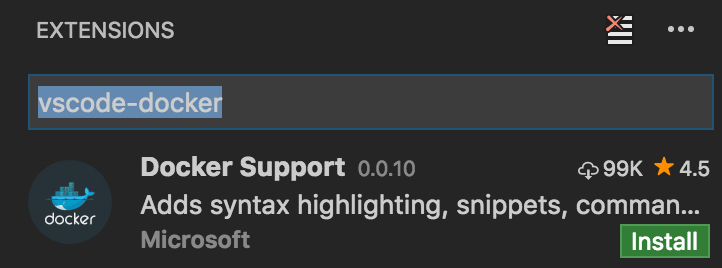 EXTENSIONS
vscode-docker
Docker Support 0.0.10 99K 4.5
Adds syntax highlighting, snippets, comman...
docker
Microsoft Install